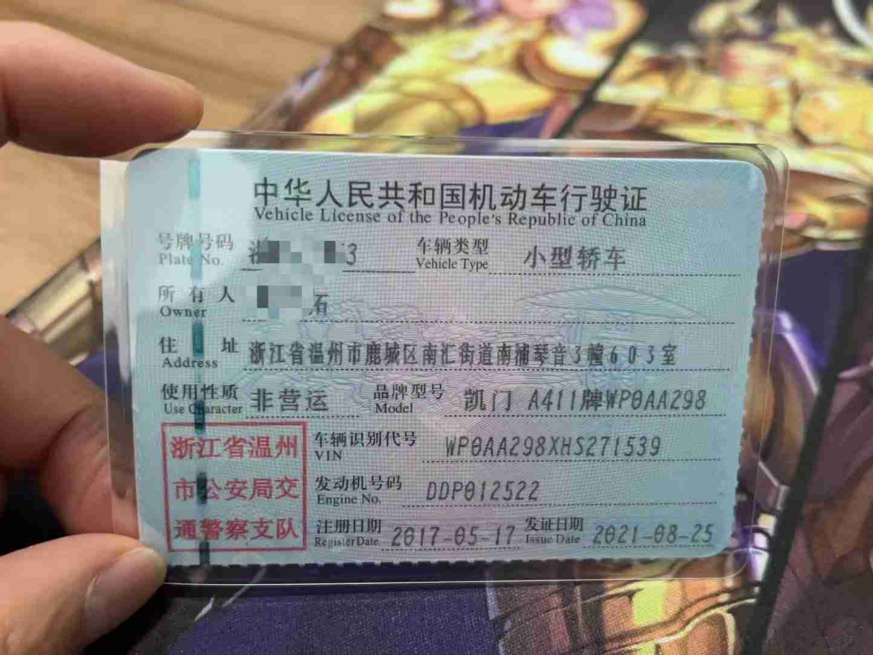 中华人民共和国机动车行驶证
Vehicle License of the People's Republic of China
号牌号码 3 车辆类型 小型轿车
Plate No. Vehicle Type
所有人 石
Owner
住址 浙江省温州市鹿城区南汇街道南浦琴音3幢603室
Address
使用性质 非营运 品牌型号 凯门 A411牌WP0AA298
Use Character Model
浙江省温州 车辆识别代号 WP0AA298XHS271539
VIN
市公安局交 发动机号码 DDP012522
Engine No.
通警察支队 注册日期 2017-05-17 发证日期 2021-08-25
Register Date Issue Date